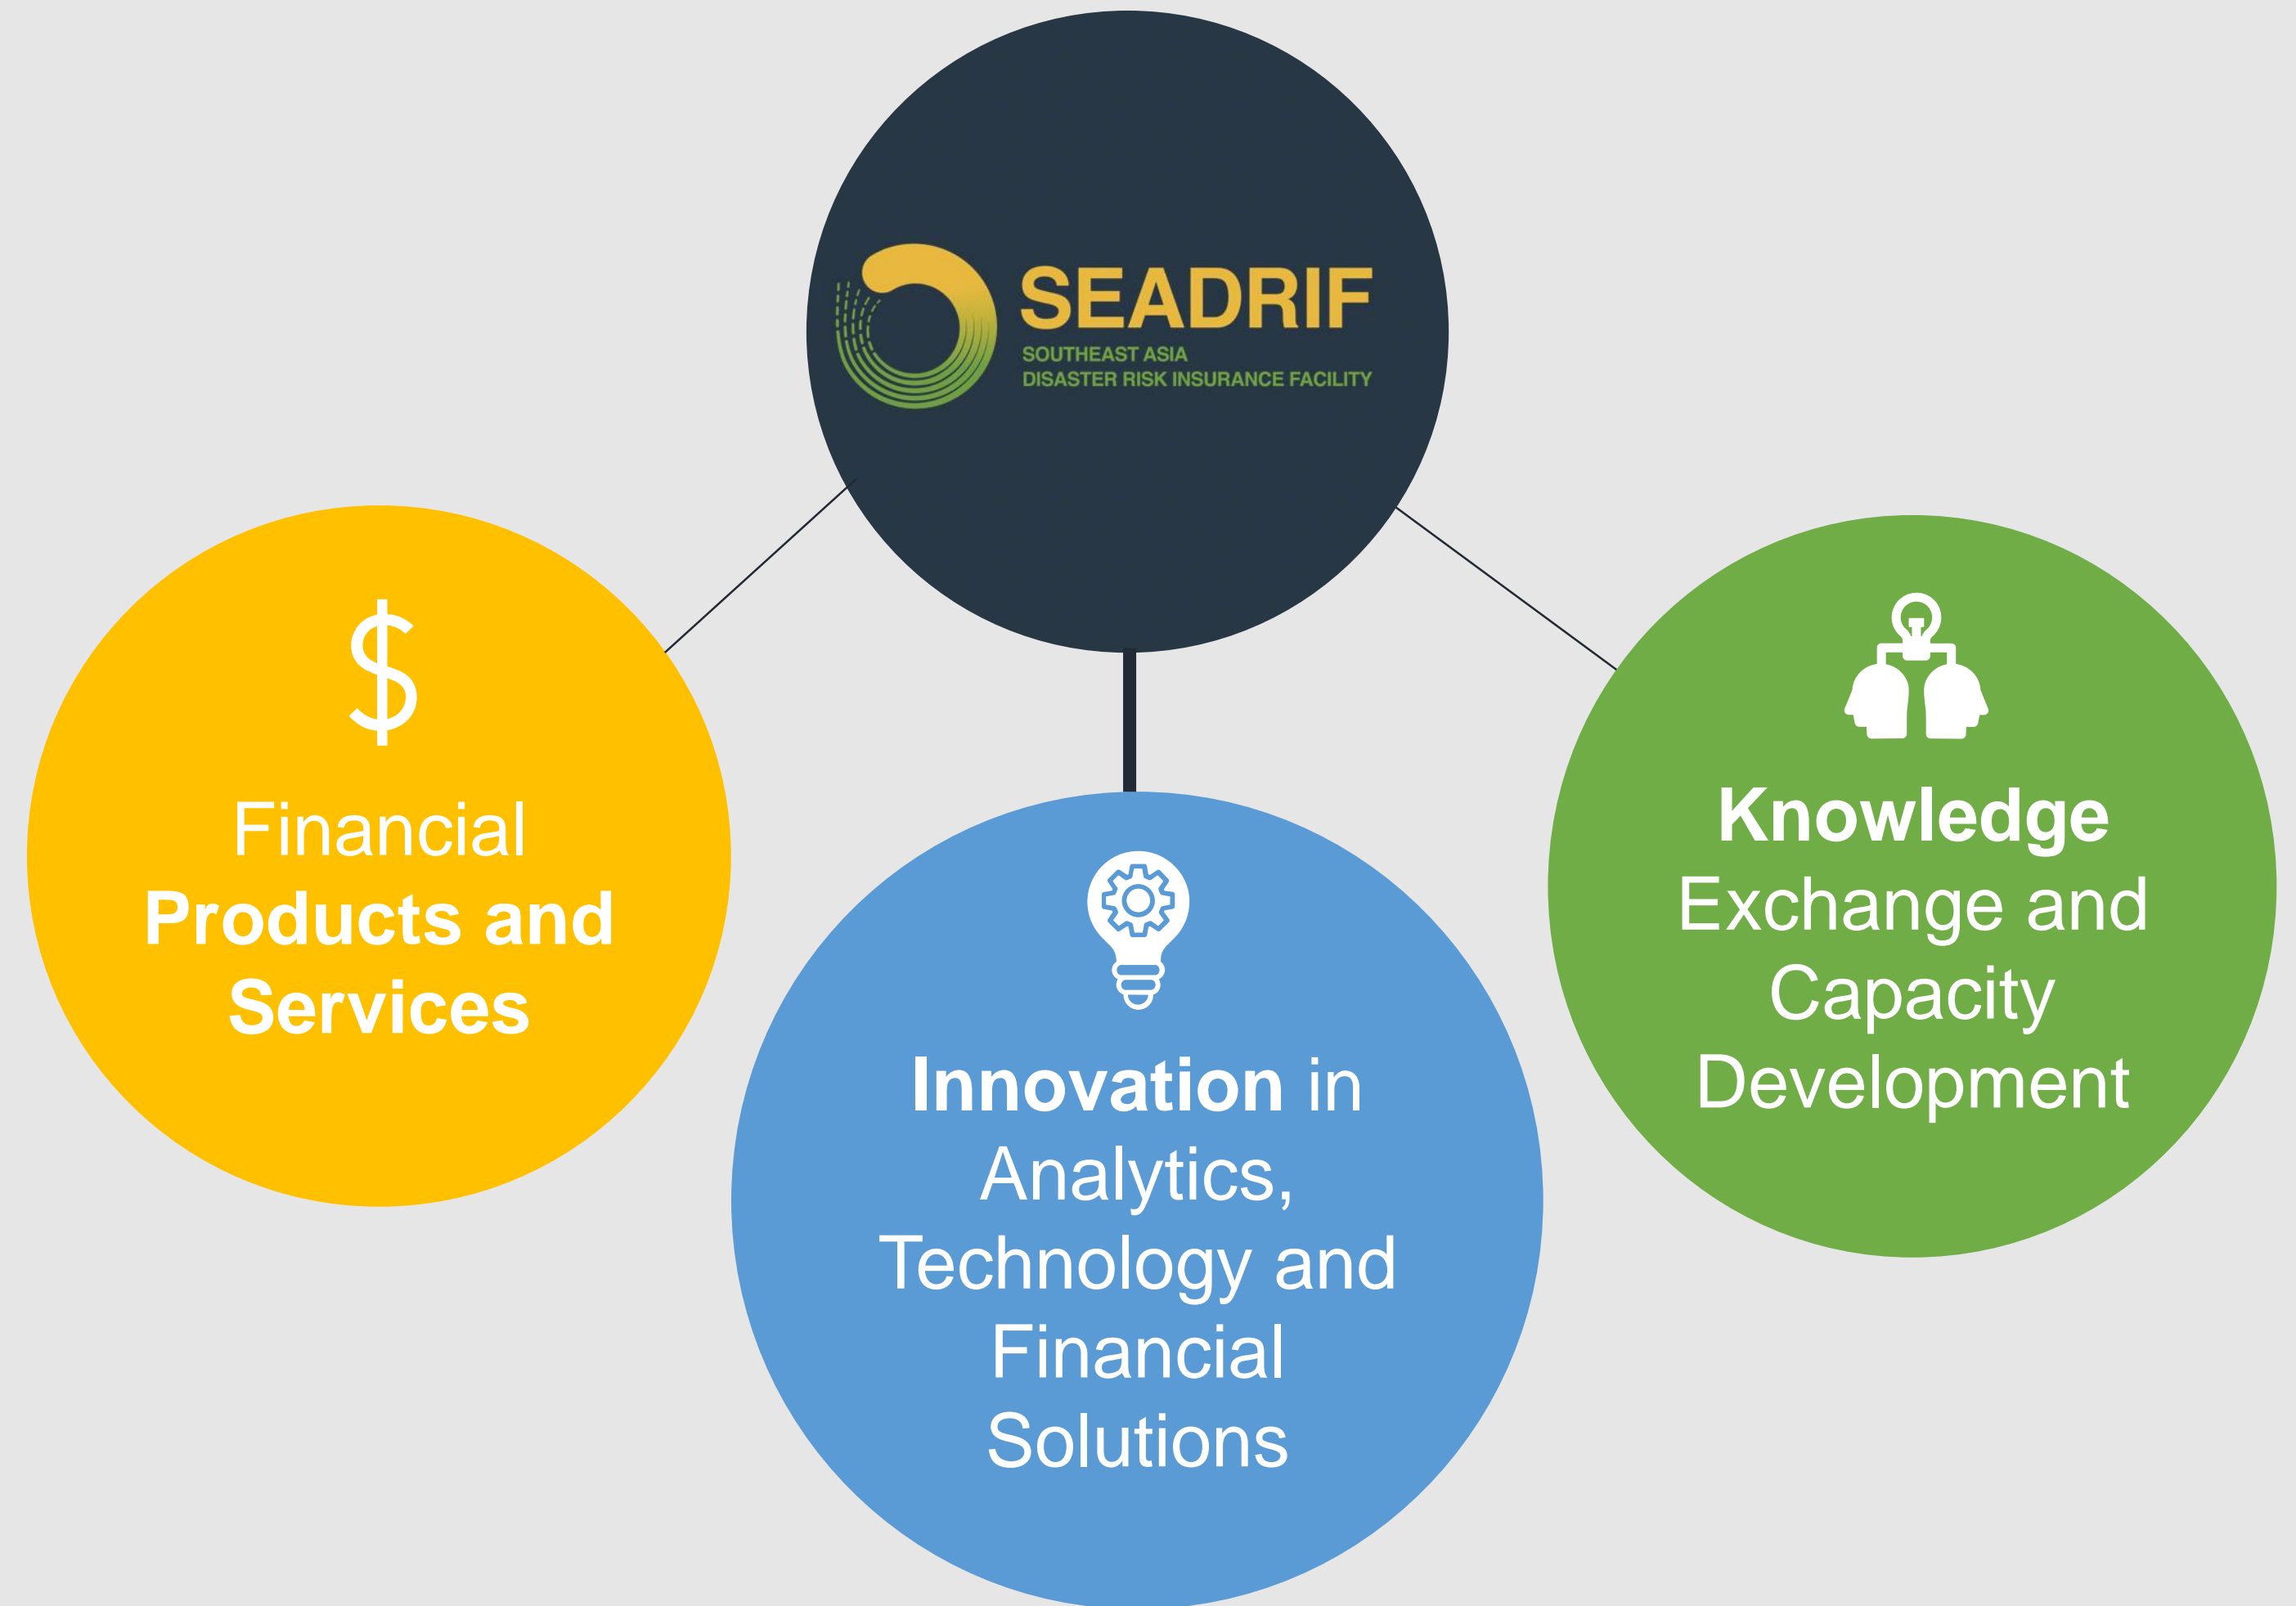 SEADRIF
SOUTHEAST ASIA
DISASTER RISK INSURANCE FACILITY
Financial
Products and
Services
Innovation in
Analytics,
Technology and
Financial
Solutions
Knowledge
Exchange and
Capacity
Development